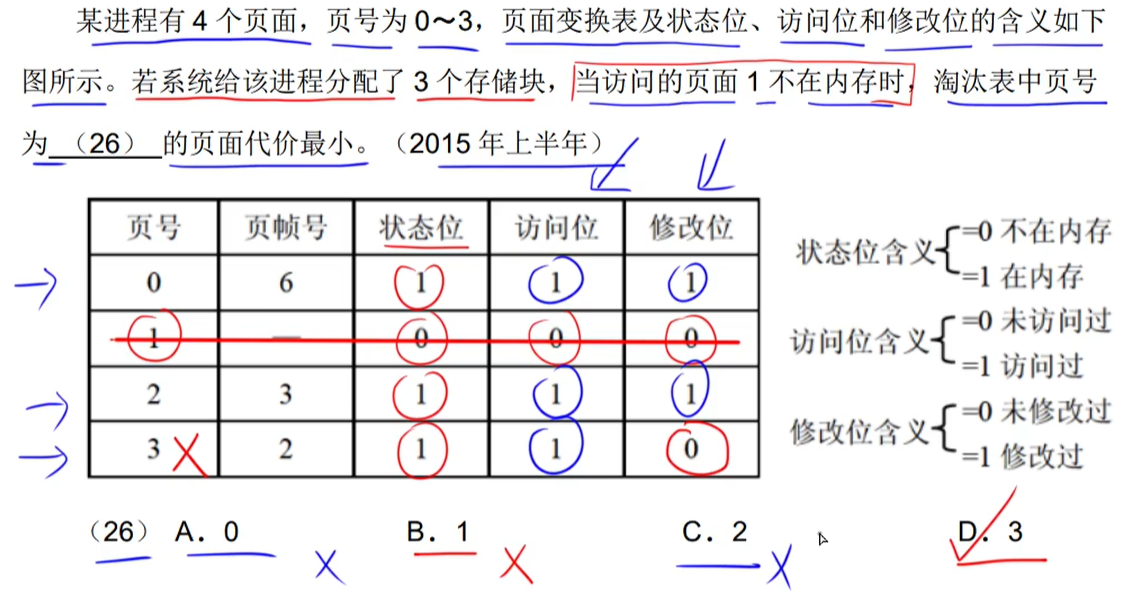 某进程有 4 个页面，页号为 0～3，页面变换表及状态位、访问位和修改位的含义如下
图所示。若系统给该进程分配了 3 个存储块，当访问的页面 1 不在内存时，淘汰表中页号
为 （26） 的页面代价最小。（2015 年上半年）
页号 页帧号 状态位 访问位 修改位
0 6 1 1 1
1 — 0 0 0
2 3 1 1 1
3 2 1 1 0
状态位含义 =0 不在内存
=1 在内存
访问位含义 =0 未访问过
=1 访问过
修改位含义 =0 未修改过
=1 修改过
（26） A．0 B．1 C．2 D．3